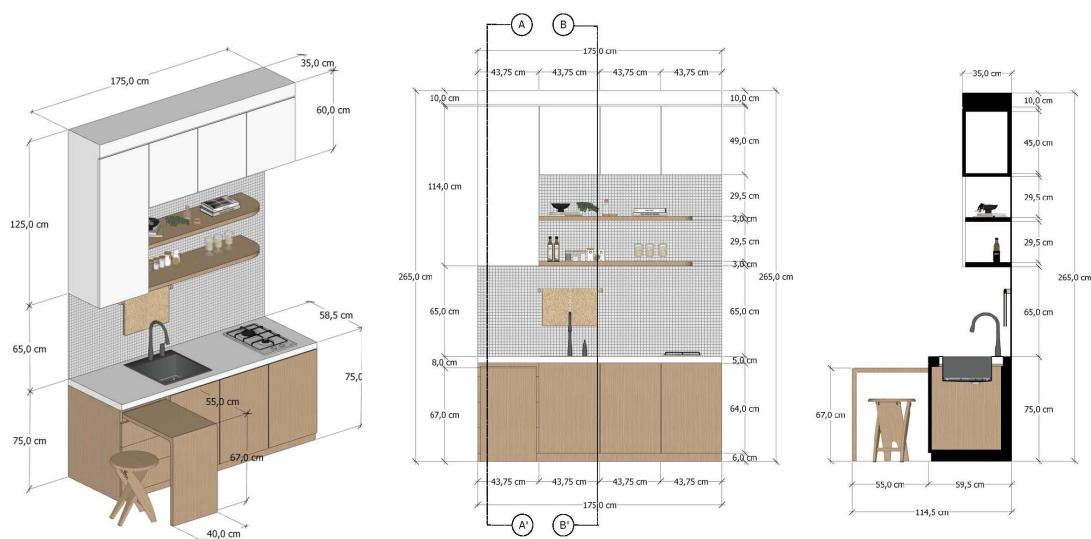 175,0 cm
35,0 cm
60,0 cm
125,0 cm
65,0 cm
58,5 cm
75,0 cm
55,0 cm
75,0 cm
67,0 cm
40,0 cm
A
B
175,0 cm
43,75 cm
43,75 cm
43,75 cm
43,75 cm
10,0 cm
10,0 cm
49,0 cm
114,0 cm
29,5 cm
3,0 cm
29,5 cm
3,0 cm
265,0 cm
265,0 cm
65,0 cm
65,0 cm
8,0 cm
5,0 cm
67,0 cm
64,0 cm
6,0 cm
43,75 cm
43,75 cm
43,75 cm
43,75 cm
175,0 cm
A'
B'
35,0 cm
10,0 cm
45,0 cm
29,5 cm
29,5 cm
265,0 cm
65,0 cm
67,0 cm
75,0 cm
55,0 cm
59,5 cm
114,5 cm